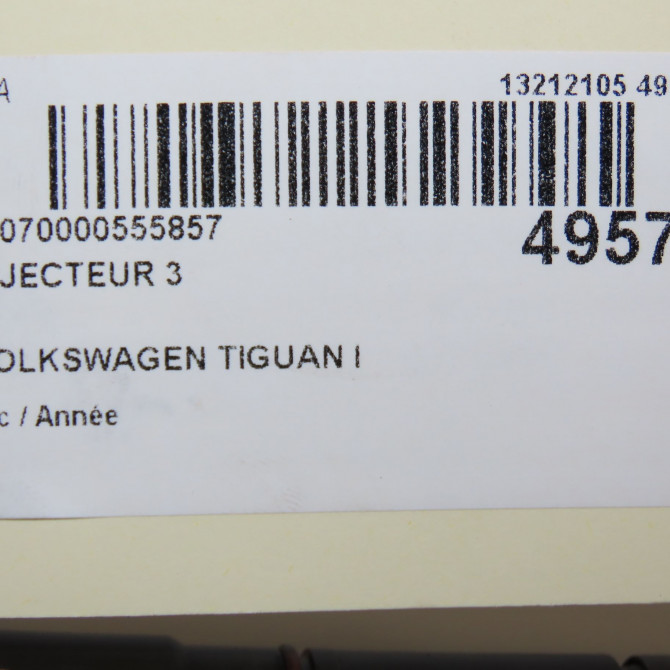 A 13212105 49
070000555857 4957
JECTEUR 3
OLKSWAGEN TIGUAN I
c / Année